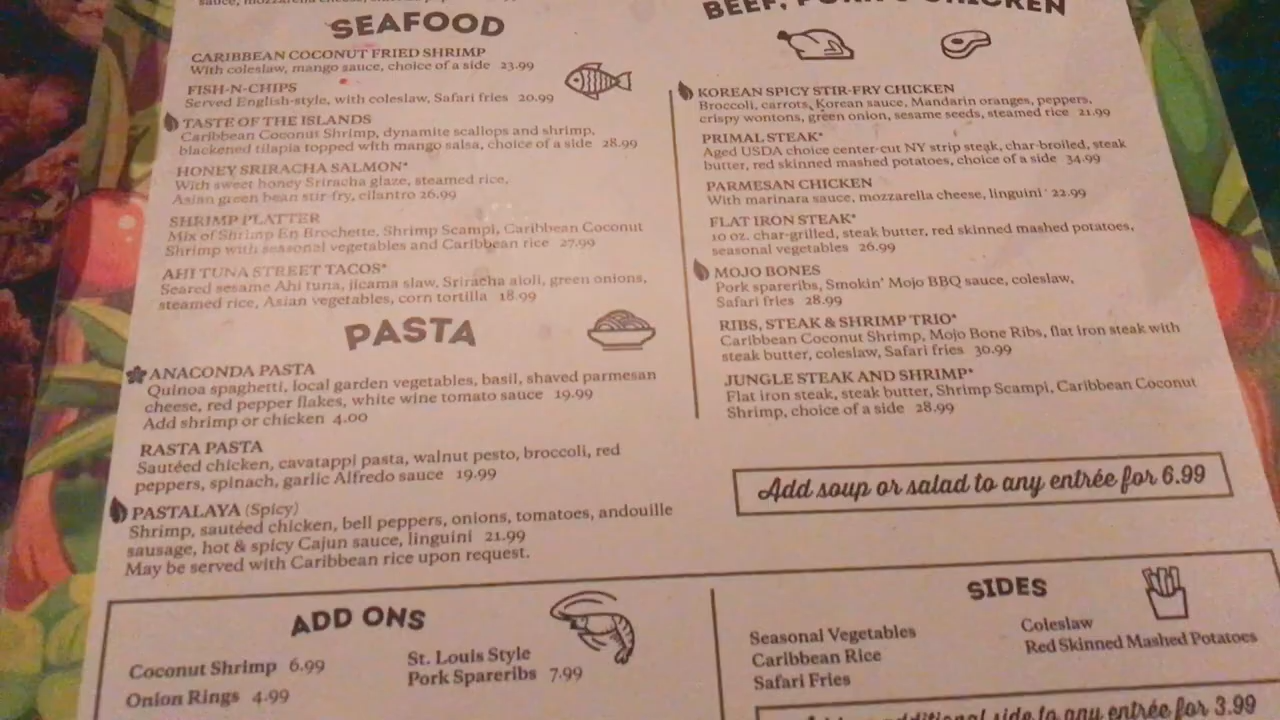 sauce, mozzarella cheese,
SEAFOOD
CARIBBEAN COCONUT FRIED SHRIMP
With coleslaw, mango sauce, choice of a side 23.99
FISH-N-CHIPS
Served English-style, with coleslaw, Safari fries 20.99
TASTE OF THE ISLANDS
Caribbean Coconut Shrimp, dynamite scallops and shrimp,
blackened tilapia topped with mango salsa, choice of a side 28.99
HONEY SRIRACHA SALMON*
With sweet honey Sriracha glaze, steamed rice,
Asian green bean stir-fry, cilantro 26.99
SHRIMP PLATTER
Mix of Shrimp En Brochette, Shrimp Scampi, Caribbean Coconut
Shrimp with seasonal vegetables and Caribbean rice 27.99
AHI TUNA STREET TACOS*
Seared sesame Ahi tuna, jicama slaw, Sriracha aioli, green onions,
steamed rice, Asian vegetables, corn tortilla 18.99
PASTA
ANACONDA PASTA
Quinoa spaghetti, local garden vegetables, basil, shaved parmesan
cheese, red pepper flakes, white wine tomato sauce 19.99
Add shrimp or chicken 4.00
RASTA PASTA
Sautéed chicken, cavatappi pasta, walnut pesto, broccoli, red
peppers, spinach, garlic Alfredo sauce 19.99
PASTALAYA (Spicy)
Shrimp, sautéed chicken, bell peppers, onions, tomatoes, andouille
sausage, hot & spicy Cajun sauce, linguini 21.99
May be served with Caribbean rice upon request.
BEEF, PORK & CHICKEN
KOREAN SPICY STIR-FRY CHICKEN
Broccoli, carrots, Korean sauce, Mandarin oranges, peppers,
crispy wontons, green onion, sesame seeds, steamed rice 21.99
PRIMAL STEAK*
Aged USDA choice center-cut NY strip steak, char-broiled, steak
butter, red skinned mashed potatoes, choice of a side 34.99
PARMESAN CHICKEN
With marinara sauce, mozzarella cheese, linguini 22.99
FLAT IRON STEAK*
10 oz. char-grilled, steak butter, red skinned mashed potatoes,
seasonal vegetables 26.99
MOJO BONES
Pork spareribs, Smokin' Mojo BBQ sauce, coleslaw,
Safari fries 28.99
RIBS, STEAK & SHRIMP TRIO*
Caribbean Coconut Shrimp, Mojo Bone Ribs, flat iron steak with
steak butter, coleslaw, Safari fries 30.99
JUNGLE STEAK AND SHRIMP*
Flat iron steak, steak butter, Shrimp Scampi, Caribbean Coconut
Shrimp, choice of a side 28.99
Add soup or salad to any entrée for 6.99
ADD ONS
Coconut Shrimp 6.99
Onion Rings 4.99
St. Louis Style
Pork Spareribs 7.99
SIDES
Seasonal Vegetables
Caribbean Rice
Safari Fries
Coleslaw
Red Skinned Mashed Potatoes
additional side to any entrée for 3.99